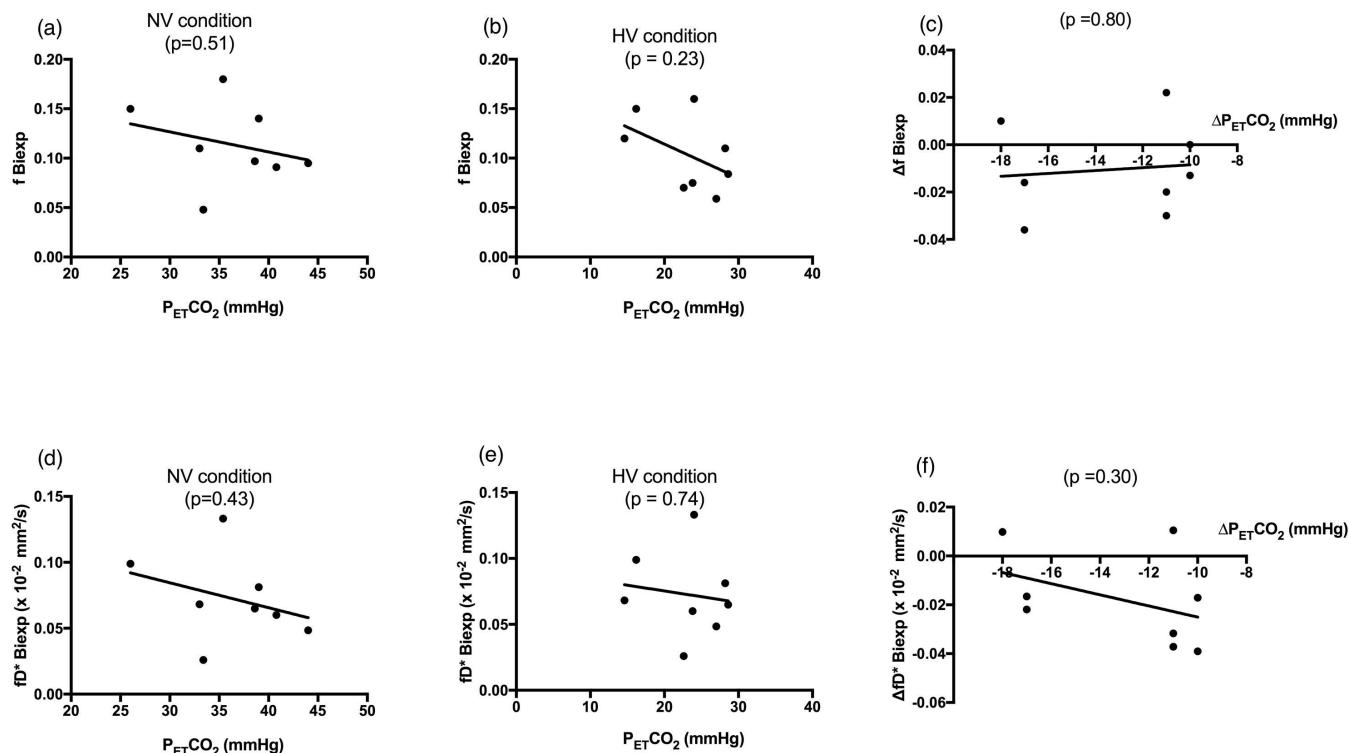 (a)
NV condition
(p=0.51)
0.20
0.15
0.10
0.05
0.00
f Biexp
20 25 30 35 40 45 50
PETCO2 (mmHg)
(b)
HV condition
(p = 0.23)
0.20
0.15
0.10
0.05
0.00
f Biexp
0 10 20 30 40
PETCO2 (mmHg)
(c)
(p =0.80)
0.04
0.02
0.00
-0.02
-0.04
Δf Biexp
ΔPETCO2 (mmHg)
-18 -16 -14 -12 -10 -8
(d)
NV condition
(p=0.43)
0.15
0.10
0.05
0.00
fD* Biexp (x 10-2 mm2/s)
20 25 30 35 40 45 50
PETCO2 (mmHg)
(e)
HV condition
(p = 0.74)
0.15
0.10
0.05
0.00
fD* Biexp (x 10-2 mm2/s)
0 10 20 30 40
PETCO2 (mmHg)
(f)
(p =0.30)
0.02
0.00
-0.02
-0.04
-0.06
ΔfD* Biexp (x 10-2 mm2/s)
ΔPETCO2 (mmHg)
-18 -16 -14 -12 -10 -8